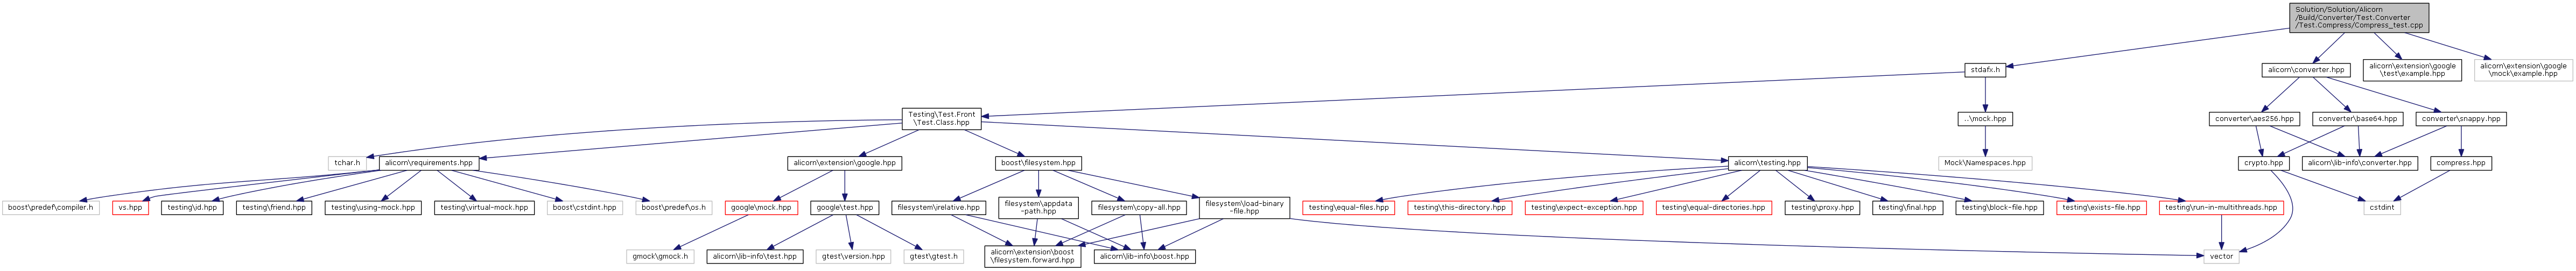 Solution/Solution/Alicorn
/Build/Converter/Test.Converter
/Test.Compress/Compress_test.cpp
stdafx.h
alicorn\converter.hpp
alicorn\extension\google
\test\example.hpp
alicorn\extension\google
\mock\example.hpp
Testing\Test.Front
\Test.Class.hpp
..\mock.hpp
converter\aes256.hpp
converter\base64.hpp
converter\snappy.hpp
tchar.h
alicorn\requirements.hpp
alicorn\extension\google.hpp
boost\filesystem.hpp
alicorn\testing.hpp
Mock\Namespaces.hpp
crypto.hpp
alicorn\lib-info\converter.hpp
compress.hpp
boost\predef\compiler.h
vs.hpp
testing\id.hpp
testing\friend.hpp
testing\using-mock.hpp
testing\virtual-mock.hpp
boost\cstdint.hpp
boost\predef\os.h
google\mock.hpp
google\test.hpp
filesystem\relative.hpp
filesystem\appdata
-path.hpp
filesystem\copy-all.hpp
filesystem\load-binary
-file.hpp
testing\equal-files.hpp
testing\this-directory.hpp
testing\expect-exception.hpp
testing\equal-directories.hpp
testing\proxy.hpp
testing\final.hpp
testing\block-file.hpp
testing\exists-file.hpp
testing\run-in-multithreads.hpp
cstdint
gmock\gmock.h
alicorn\lib-info\test.hpp
gtest\version.hpp
gtest\gtest.h
alicorn\extension\boost
\filesystem.forward.hpp
alicorn\lib-info\boost.hpp
vector